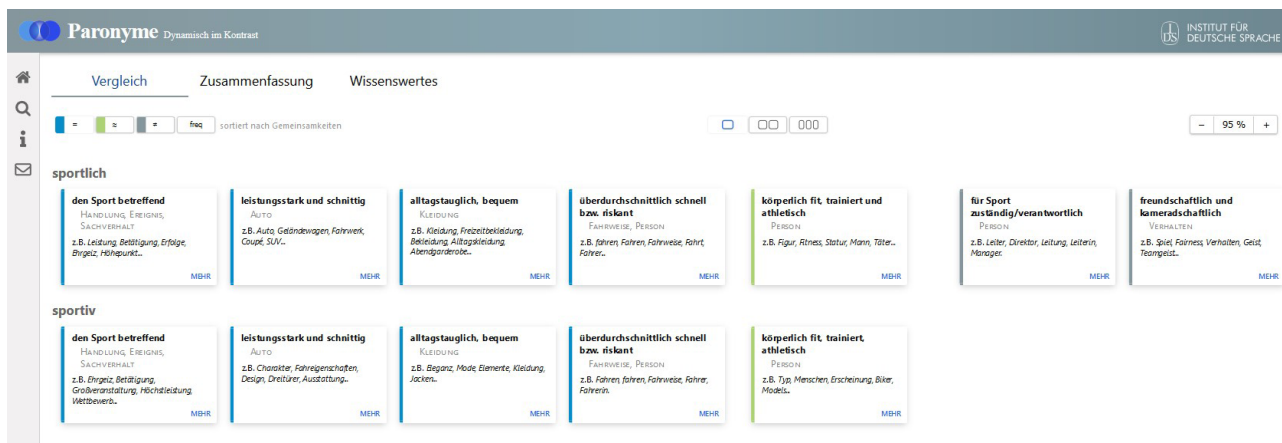 Paronyme Dynamisch im Kontrast
INSTITUT FÜR
DEUTSCHE SPRACHE
Vergleich Zusammenfassung Wissenswertes
= ≈ ≠ freq sortiert nach Gemeinsamkeiten
– 95 % +
sportlich
den Sport betreffend
HANDLUNG, EREIGNIS,
SACHVERHALT
z.B. Leistung, Betätigung, Erfolge,
Ehrgeiz, Höhepunkt...
MEHR
leistungsstark und schnittig
AUTO
z.B. Auto, Geländewagen, Fahrwerk,
Coupé, SUV...
MEHR
alltagstauglich, bequem
KLEIDUNG
z.B. Kleidung, Freizeitbekleidung,
Bekleidung, Alltagskleidung,
Abendgarderobe...
MEHR
überdurchschnittlich schnell
bzw. riskant
FAHRWEISE, PERSON
z.B. fahren, Fahren, Fahrweise, Fahrt,
Fahrer...
MEHR
körperlich fit, trainiert und
athletisch
PERSON
z.B. Figur, Fitness, Statur, Mann, Täter...
MEHR
für Sport
zuständig/verantwortlich
PERSON
z.B. Leiter, Direktor, Leitung, Leiterin,
Manager.
MEHR
freundschaftlich und
kameradschaftlich
VERHALTEN
z.B. Spiel, Fairness, Verhalten, Geist,
Teamgeist...
MEHR
sportiv
den Sport betreffend
HANDLUNG, EREIGNIS,
SACHVERHALT
z.B. Ehrgeiz, Betätigung,
Großveranstaltung, Höchstleistung,
Wettbewerb...
MEHR
leistungsstark und schnittig
AUTO
z.B. Charakter, Fahreigenschaften,
Design, Dreitürer, Ausstattung...
MEHR
alltagstauglich, bequem
KLEIDUNG
z.B. Eleganz, Mode, Elemente, Kleidung,
Jacken...
MEHR
überdurchschnittlich schnell
bzw. riskant
FAHRWEISE, PERSON
z.B. Fahren, fahren, Fahrweise, Fahrer,
Fahrerin.
MEHR
körperlich fit, trainiert,
athletisch
PERSON
z.B. Typ, Menschen, Erscheinung, Biker,
Models...
MEHR